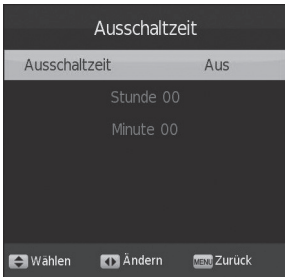 Ausschaltzeit
Ausschaltzeit Aus
Stunde 00
Minute 00
Wählen Ändern MENU Zurück